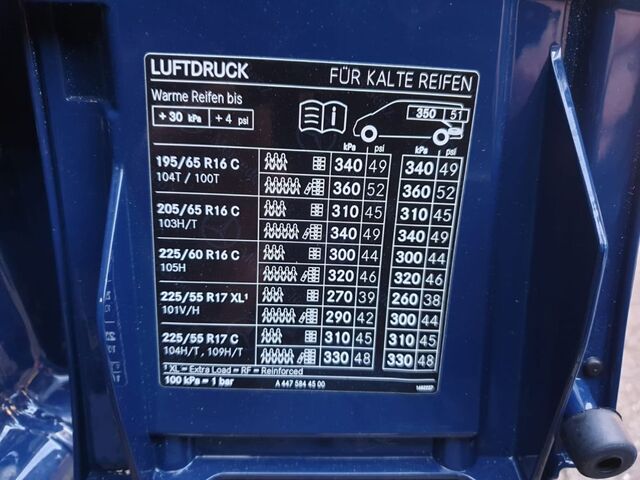 LUFTDRUCK FÜR KALTE REIFEN
Warme Reifen bis
+ 30 kPa + 4 psi
350 51
kPa psi kPa psi
195/65 R16 C 340 49 340 49
104T / 100T 360 52 360 52
205/65 R16 C 310 45 310 45
103H/T 340 49 340 49
225/60 R16 C 300 44 300 44
105H 320 46 320 46
225/55 R17 XL¹ 270 39 260 38
101V/H 290 42 300 44
225/55 R17 C 310 45 310 45
104H/T, 109H/T 330 48 330 48
¹ XL = Extra Load = RF = Reinforced
100 kPa = 1 bar A 447 584 45 00